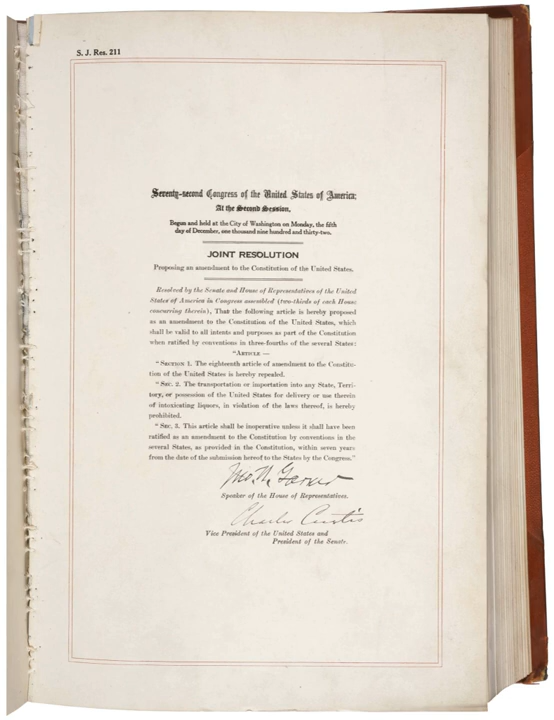 S. J. Res. 211
Seventy-second Congress of the United States of America;
At the Second Session,
Begun and held at the City of Washington on Monday, the fifth
day of December, one thousand nine hundred and thirty-two.
JOINT RESOLUTION
Proposing an amendment to the Constitution of the United States.
Resolved by the Senate and House of Representatives of the United
States of America in Congress assembled (two-thirds of each House
concurring therein), That the following article is hereby proposed
as an amendment to the Constitution of the United States, which
shall be valid to all intents and purposes as part of the Constitution
when ratified by conventions in three-fourths of the several States:
"ARTICLE —
"SECTION 1. The eighteenth article of amendment to the Constitu-
tion of the United States is hereby repealed.
"SEC. 2. The transportation or importation into any State, Terri-
tory, or possession of the United States for delivery or use therein
of intoxicating liquors, in violation of the laws thereof, is hereby
prohibited.
"SEC. 3. This article shall be inoperative unless it shall have been
ratified as an amendment to the Constitution by conventions in the
several States, as provided in the Constitution, within seven years
from the date of the submission hereof to the States by the Congress."
Jno. N. Garner
Speaker of the House of Representatives.
Charles Curtis
Vice President of the United States and
President of the Senate.